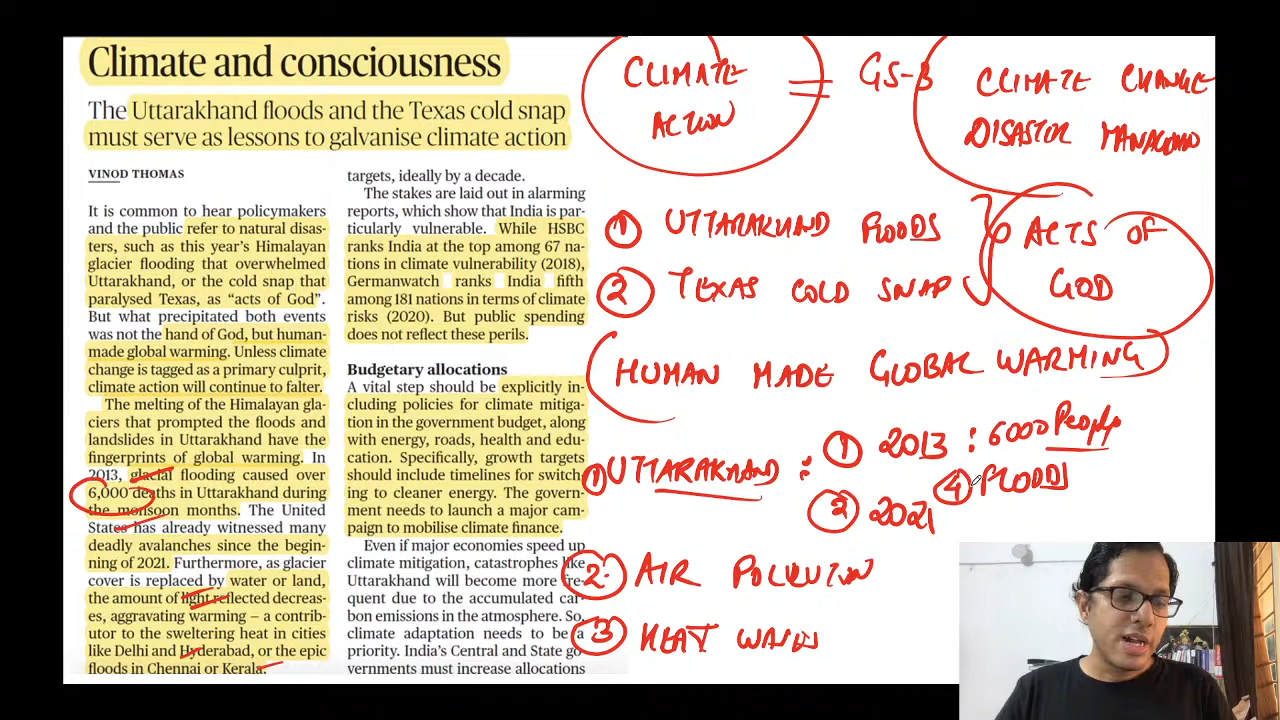 Climate and consciousness
The Uttarakhand floods and the Texas cold snap
must serve as lessons to galvanise climate action
VINOD THOMAS
It is common to hear policymakers
and the public refer to natural disas-
ters, such as this year's Himalayan
glacier flooding that overwhelmed
Uttarakhand, or the cold snap that
paralysed Texas, as “acts of God”.
But what precipitated both events
was not the hand of God, but human-
made global warming. Unless climate
change is tagged as a primary culprit,
climate action will continue to falter.
The melting of the Himalayan gla-
ciers that prompted the floods and
landslides in Uttarakhand have the
fingerprints of global warming. In
2013, glacial flooding caused over
6,000 deaths in Uttarakhand during
the monsoon months. The United
States has already witnessed many
deadly avalanches since the begin-
ning of 2021. Furthermore, as glacier
cover is replaced by water or land,
the amount of light reflected decreas-
es, aggravating warming – a contrib-
utor to the sweltering heat in cities
like Delhi and Hyderabad, or the epic
floods in Chennai or Kerala.
targets, ideally by a decade.
The stakes are laid out in alarming
reports, which show that India is par-
ticularly vulnerable. While HSBC
ranks India at the top among 67 na-
tions in climate vulnerability (2018),
Germanwatch ranks India fifth
among 181 nations in terms of climate
risks (2020). But public spending
does not reflect these perils.
Budgetary allocations
A vital step should be explicitly in-
cluding policies for climate mitiga-
tion in the government budget, along
with energy, roads, health and edu-
cation. Specifically, growth targets
should include timelines for switch-
ing to cleaner energy. The govern-
ment needs to launch a major cam-
paign to mobilise climate finance.
Even if major economies speed up
climate mitigation, catastrophes like
Uttarakhand will become more fre-
quent due to the accumulated car-
bon emissions in the atmosphere. So,
climate adaptation needs to be a
priority. India's Central and State go-
vernments must increase allocations
CLIMATE
ACTION
= GS-3
CLIMATE CHANGE
DISASTER
① UTTARAKHAND FLOODS
② TEXAS COLD SNAP
ACTS OF
GOD
HUMAN MADE GLOBAL WARMING
① UTTARAKHAND :
① 2013 : 6000 People
② 2021
④ FLOODS
② AIR POLLUTION
③ HEAT WAVES